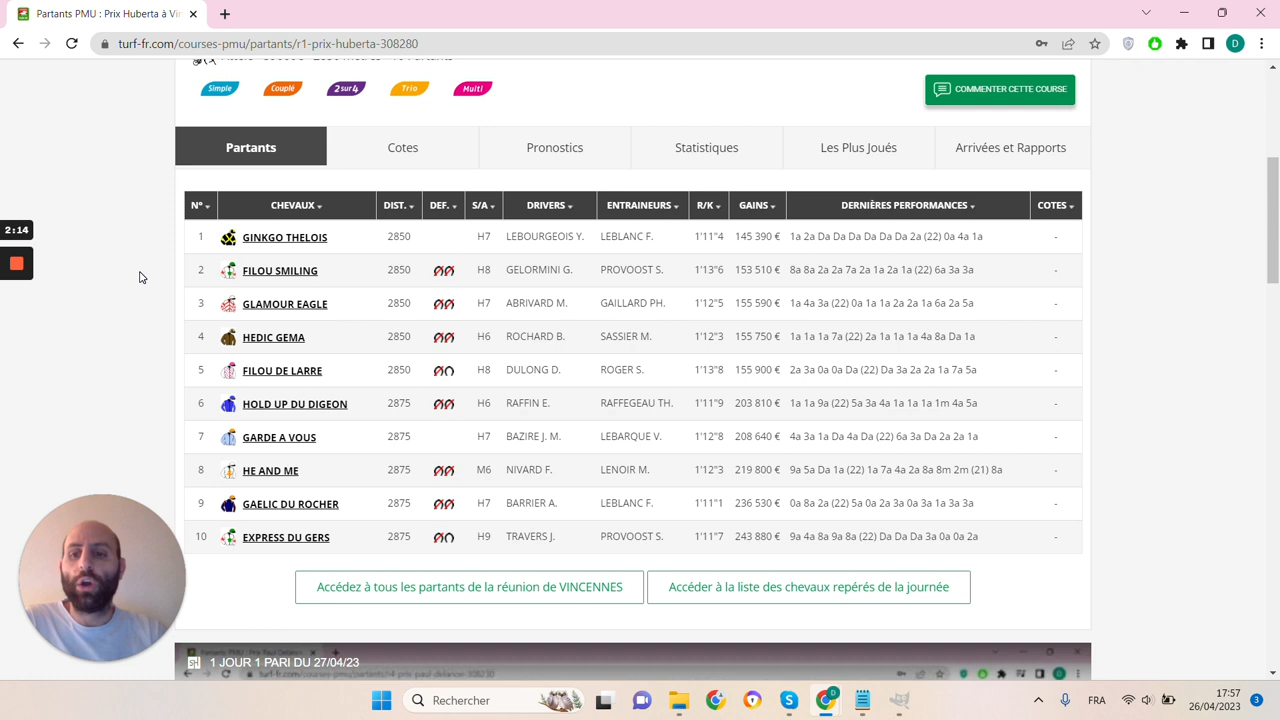 Partants PMU : Prix Huberta à Vin
turf-fr.com/courses-pmu/partants/r1-prix-huberta-308280
D
Simple
Couplé
2sur4
Trio
Multi
COMMENTER CETTE COURSE
Partants Cotes Pronostics Statistiques Les Plus Joués Arrivées et Rapports
N° CHEVAUX DIST. DEF. S/A DRIVERS ENTRAINEURS R/K GAINS DERNIÈRES PERFORMANCES COTES
1 GINKGO THELOIS 2850 H7 LEBOURGEOIS Y. LEBLANC F. 1'11"4 145 390 € 1a 2a Da Da Da Da Da Da 2a (22) 0a 4a 1a -
2 FILOU SMILING 2850 H8 GELORMINI G. PROVOOST S. 1'13"6 153 510 € 8a 8a 2a 2a 7a 2a 1a 2a 1a (22) 6a 3a 3a -
3 GLAMOUR EAGLE 2850 H7 ABRIVARD M. GAILLARD PH. 1'12"5 155 590 € 1a 4a 3a (22) 0a 1a 1a 2a 2a 1a 6a 2a 5a -
4 HEDIC GEMA 2850 H6 ROCHARD B. SASSIER M. 1'12"3 155 750 € 1a 1a 1a 7a (22) 2a 1a 1a 1a 4a 8a Da 1a -
5 FILOU DE LARRE 2850 H8 DULONG D. ROGER S. 1'13"8 155 900 € 2a 3a 0a 0a Da (22) Da 3a 2a 2a 1a 7a 5a -
6 HOLD UP DU DIGEON 2875 H6 RAFFIN E. RAFFEGEAU TH. 1'11"9 203 810 € 1a 1a 9a (22) 5a 3a 4a 1a 1a 1a 1m 4a 5a -
7 GARDE A VOUS 2875 H7 BAZIRE J. M. LEBARQUE V. 1'12"8 208 640 € 4a 3a 1a Da 4a Da (22) 6a 3a Da 2a 2a 1a -
8 HE AND ME 2875 M6 NIVARD F. LENOIR M. 1'12"3 219 800 € 9a 5a Da 1a (22) 1a 7a 4a 2a 8a 8m 2m (21) 8a -
9 GAELIC DU ROCHER 2875 H7 BARRIER A. LEBLANC F. 1'11"1 236 530 € 0a 8a 2a (22) 5a 0a 2a 3a 0a 3a 1a 3a 3a -
10 EXPRESS DU GERS 2875 H9 TRAVERS J. PROVOOST S. 1'11"7 243 880 € 9a 4a 8a 9a 8a (22) Da Da Da 3a 0a 0a 2a -
2:14
Accédez à tous les partants de la réunion de VINCENNES
Accéder à la liste des chevaux repérés de la journée
1 JOUR 1 PARI DU 27/04/23
Rechercher
FRA
17:57
26/04/2023
3